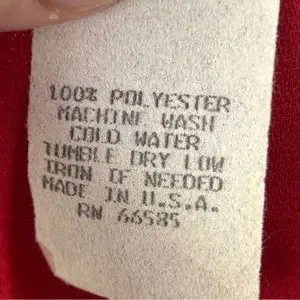 100% POLYESTER
MACHINE WASH
COLD WATER
TUMBLE DRY LOW
IRON IF NEEDED
MADE IN U.S.A.
RN 66585